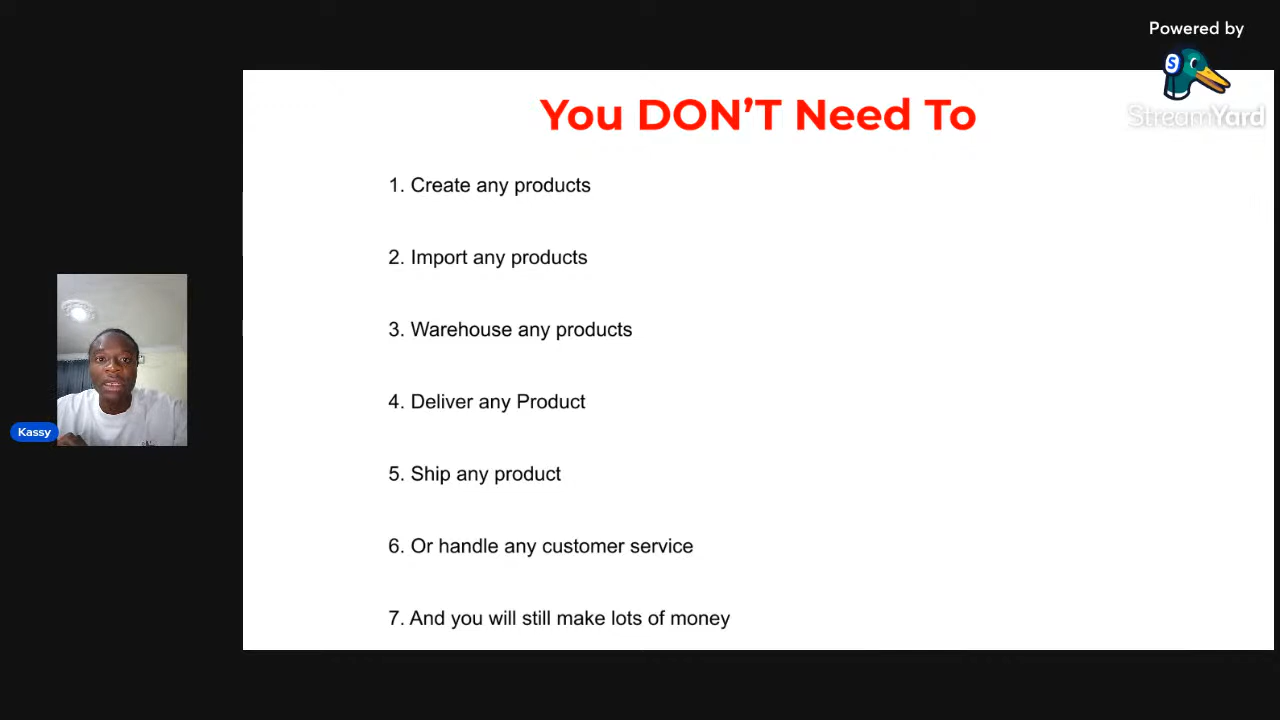 Powered by
StreamYard
You DON'T Need To
1. Create any products
2. Import any products
3. Warehouse any products
4. Deliver any Product
5. Ship any product
6. Or handle any customer service
7. And you will still make lots of money
Kassy